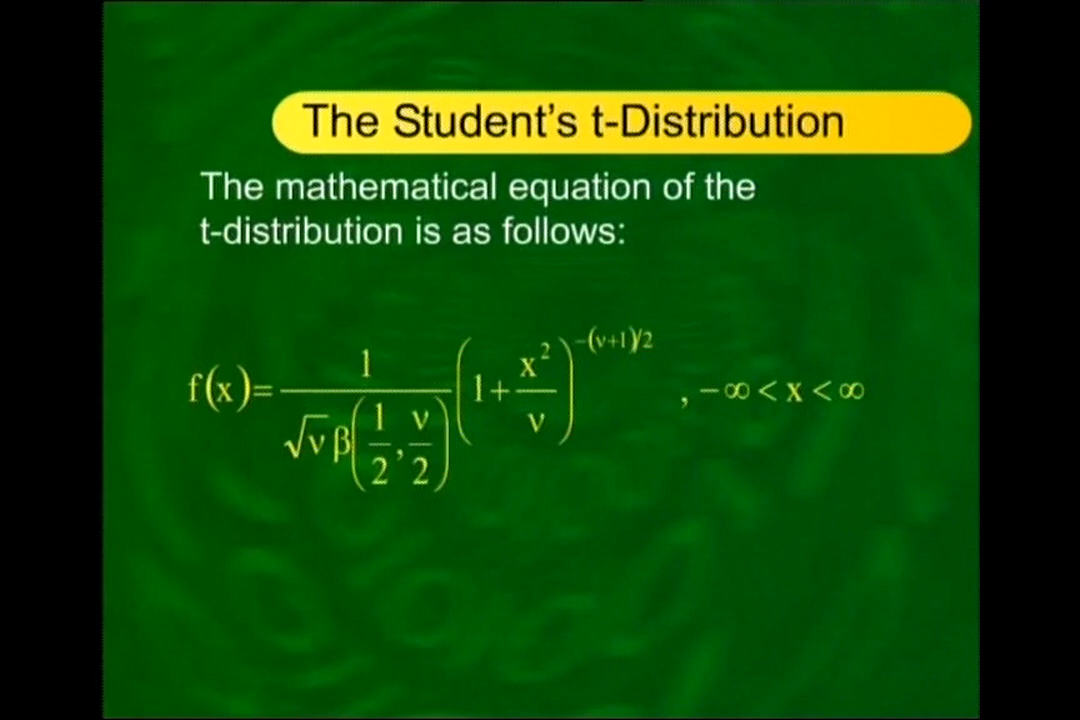 The Student's t-Distribution
The mathematical equation of the
t-distribution is as follows:
f(x)= 1/(√ν β(1/2, ν/2)) (1+ x²/ν)^-(ν+1)/2 , −∞ < x < ∞